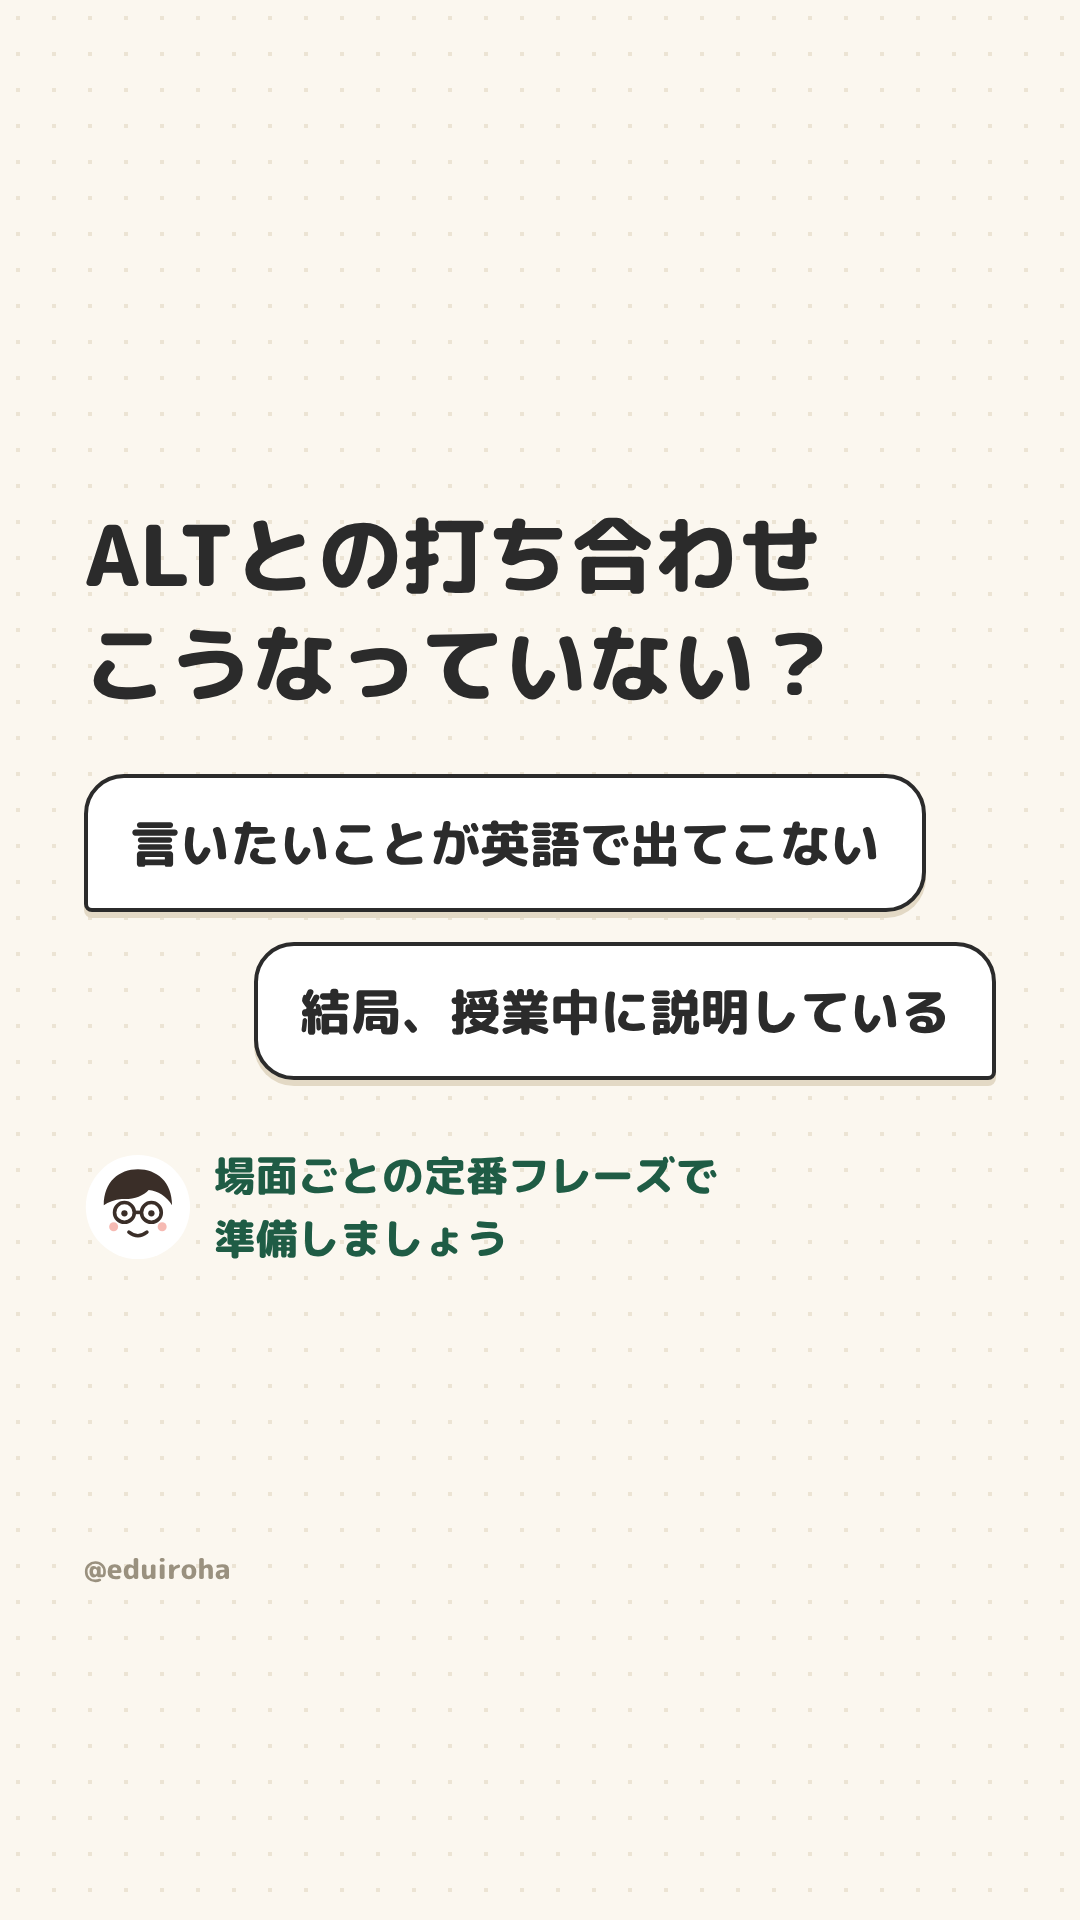 ALTとの打ち合わせ
こうなっていない？
言いたいことが英語で出てこない
結局、授業中に説明している
場面ごとの定番フレーズで
準備しましょう
@eduiroha